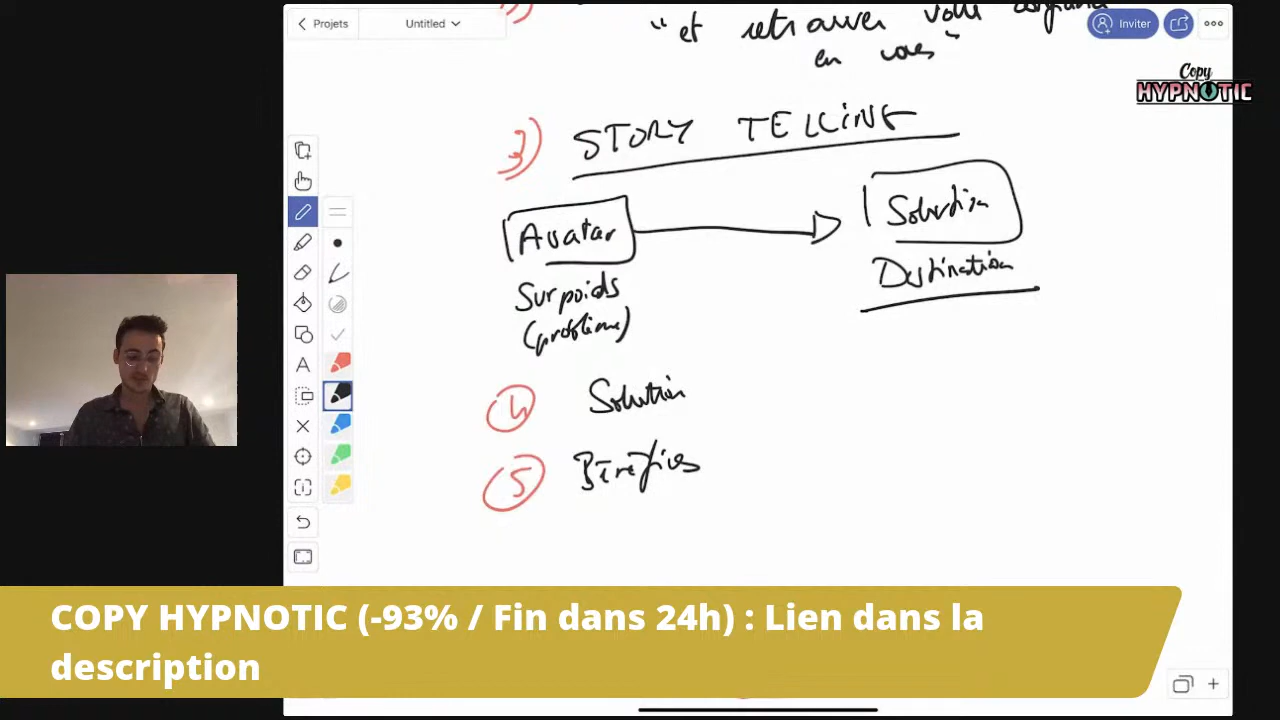 Projets
Untitled
Inviter
"et retrouver votre confiance
en vous"
Copy
HYPNOTIC
3) STORY TELLING
Avatar
Solution
Surpoids
(problème)
Destination
4 Solution
5 Bénéfices
A
COPY HYPNOTIC (-93% / Fin dans 24h) : Lien dans la
description